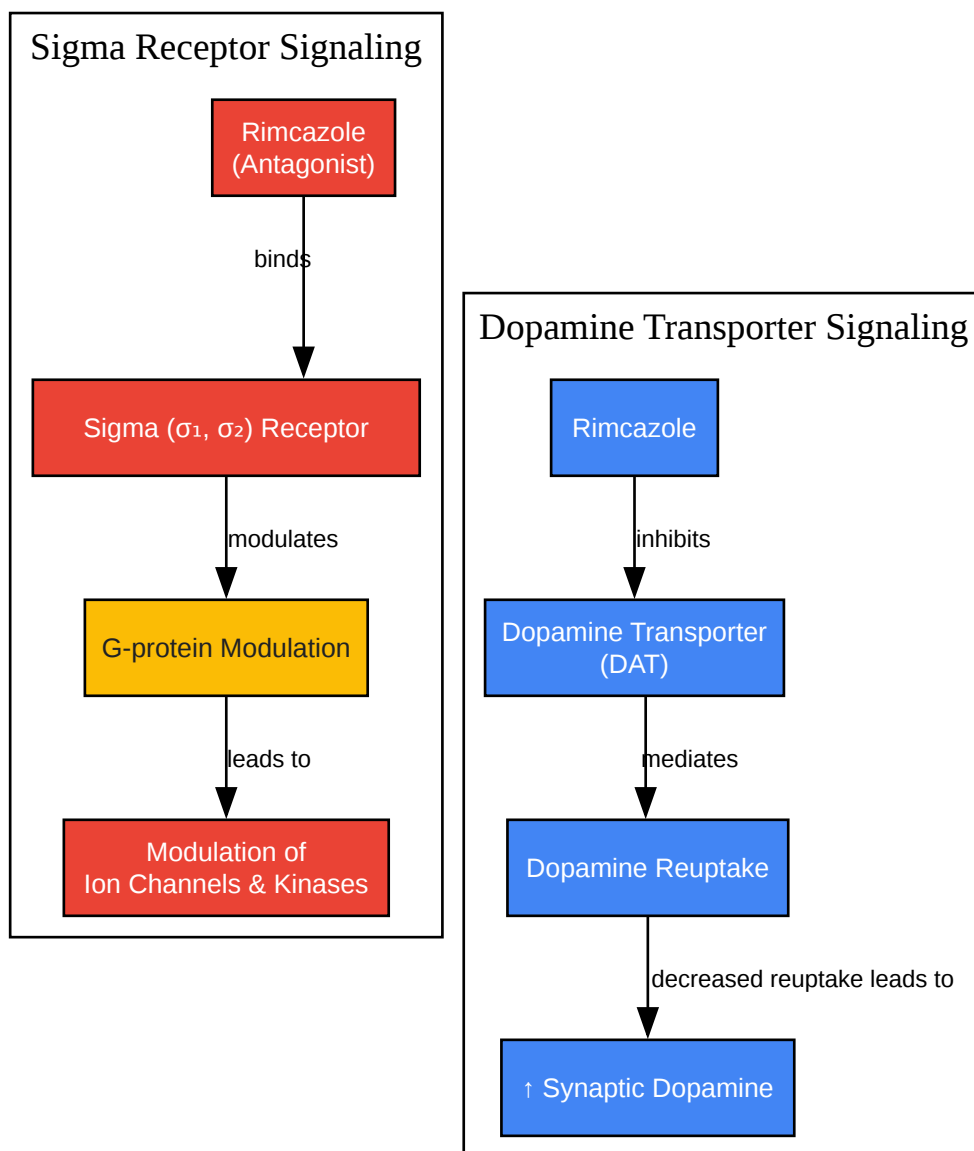 Sigma Receptor Signaling
Rimcazole
(Antagonist)
binds
Sigma (σ₁, σ₂) Receptor
modulates
G-protein Modulation
leads to
Modulation of
Ion Channels & Kinases
Dopamine Transporter Signaling
Rimcazole
inhibits
Dopamine Transporter
(DAT)
mediates
Dopamine Reuptake
decreased reuptake leads to
↑ Synaptic Dopamine